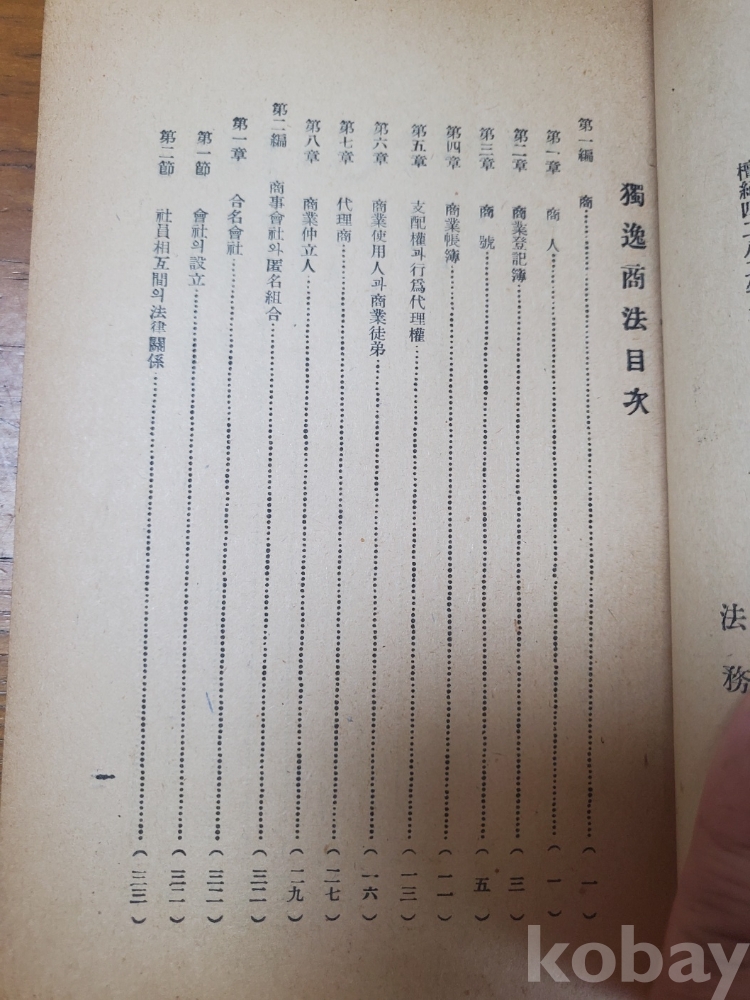 獨逸商法目次
第一編 商 (一)
第一章 商人 (一)
第二章 商業登記簿 (三)
第三章 商號 (五)
第四章 商業帳簿 (一一)
第五章 支配權과行爲代理權 (一三)
第六章 商業使用人과商業徒弟 (一六)
第七章 代理商 (二七)
第八章 商業仲立人 (二九)
第二編 商事會社와匿名組合 (三二)
第一章 合名會社 (三二)
第一節 會社의設立 (三二)
第二節 社員相互間의法律關係 (三三)
一
法務
kobay